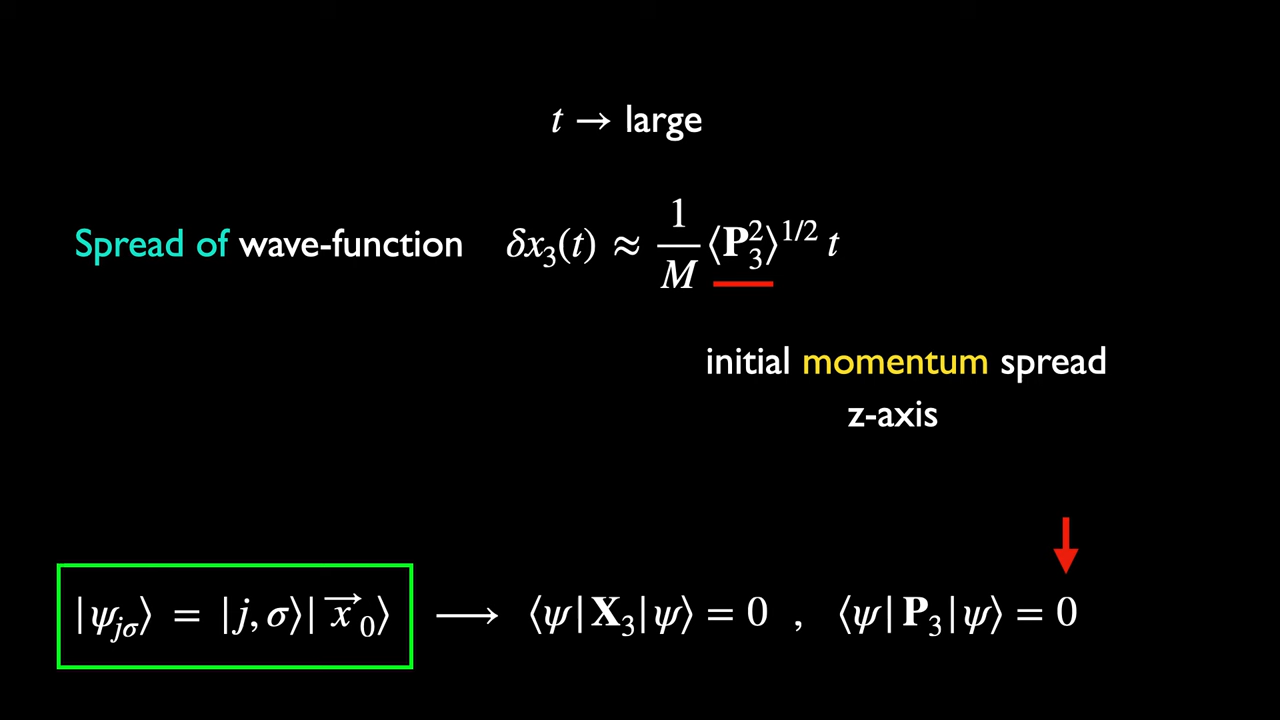 t → large
Spread of wave-function δx₃(t) ≈ 1/M ⟨𝐏₃²⟩^{1/2} t
initial momentum spread
z-axis
|ψ_{jσ}⟩ = |j, σ⟩| x⃗₀⟩ ⟶ ⟨ψ|𝐗₃|ψ⟩ = 0 , ⟨ψ|𝐏₃|ψ⟩ = 0